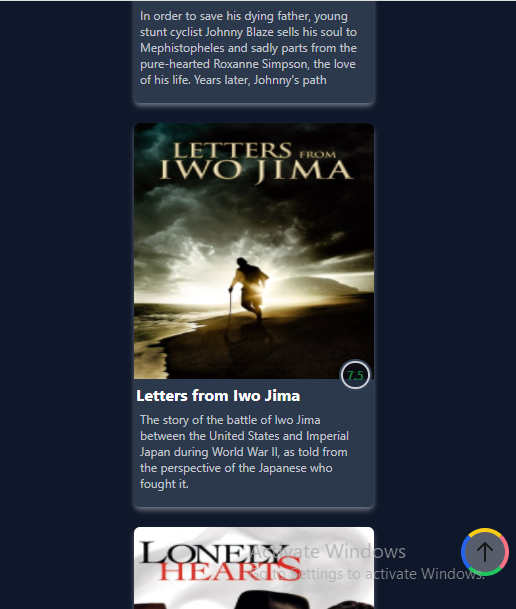 In order to save his dying father, young
stunt cyclist Johnny Blaze sells his soul to
Mephistopheles and sadly parts from the
pure-hearted Roxanne Simpson, the love
of his life. Years later, Johnny's path
LETTERS FROM
IWO JIMA
7.5
Letters from Iwo Jima
The story of the battle of Iwo Jima
between the United States and Imperial
Japan during World War II, as told from
the perspective of the Japanese who
fought it.
LONELY
HEARTS
Activate Windows
Go to Settings to activate Windows.